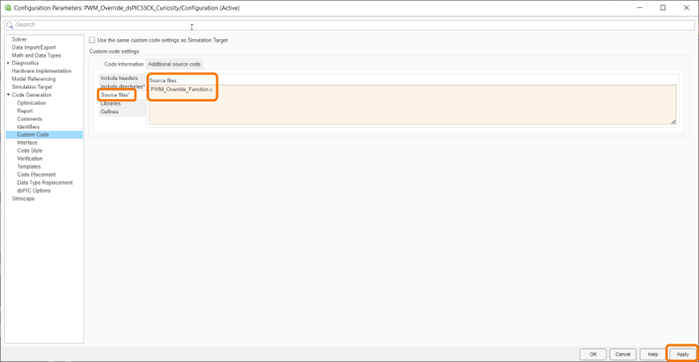 Configuration Parameters: PWM_Override_dsPIC33CK_Curiosity/Configuration (Active)
Search
Solver
Data Import/Export
Math and Data Types
Diagnostics
Hardware Implementation
Model Referencing
Simulation Target
Code Generation
Optimization
Report
Comments
Identifiers
Custom Code
Interface
Code Style
Verification
Templates
Code Placement
Data Type Replacement
dsPIC Options
Simscape
Use the same custom code settings as Simulation Target
Custom code settings
Code information Additional source code
Include headers
Include directories*
Source files*
Libraries
Defines
Source files:
PWM_Override_Function.c
OK Cancel Help Apply